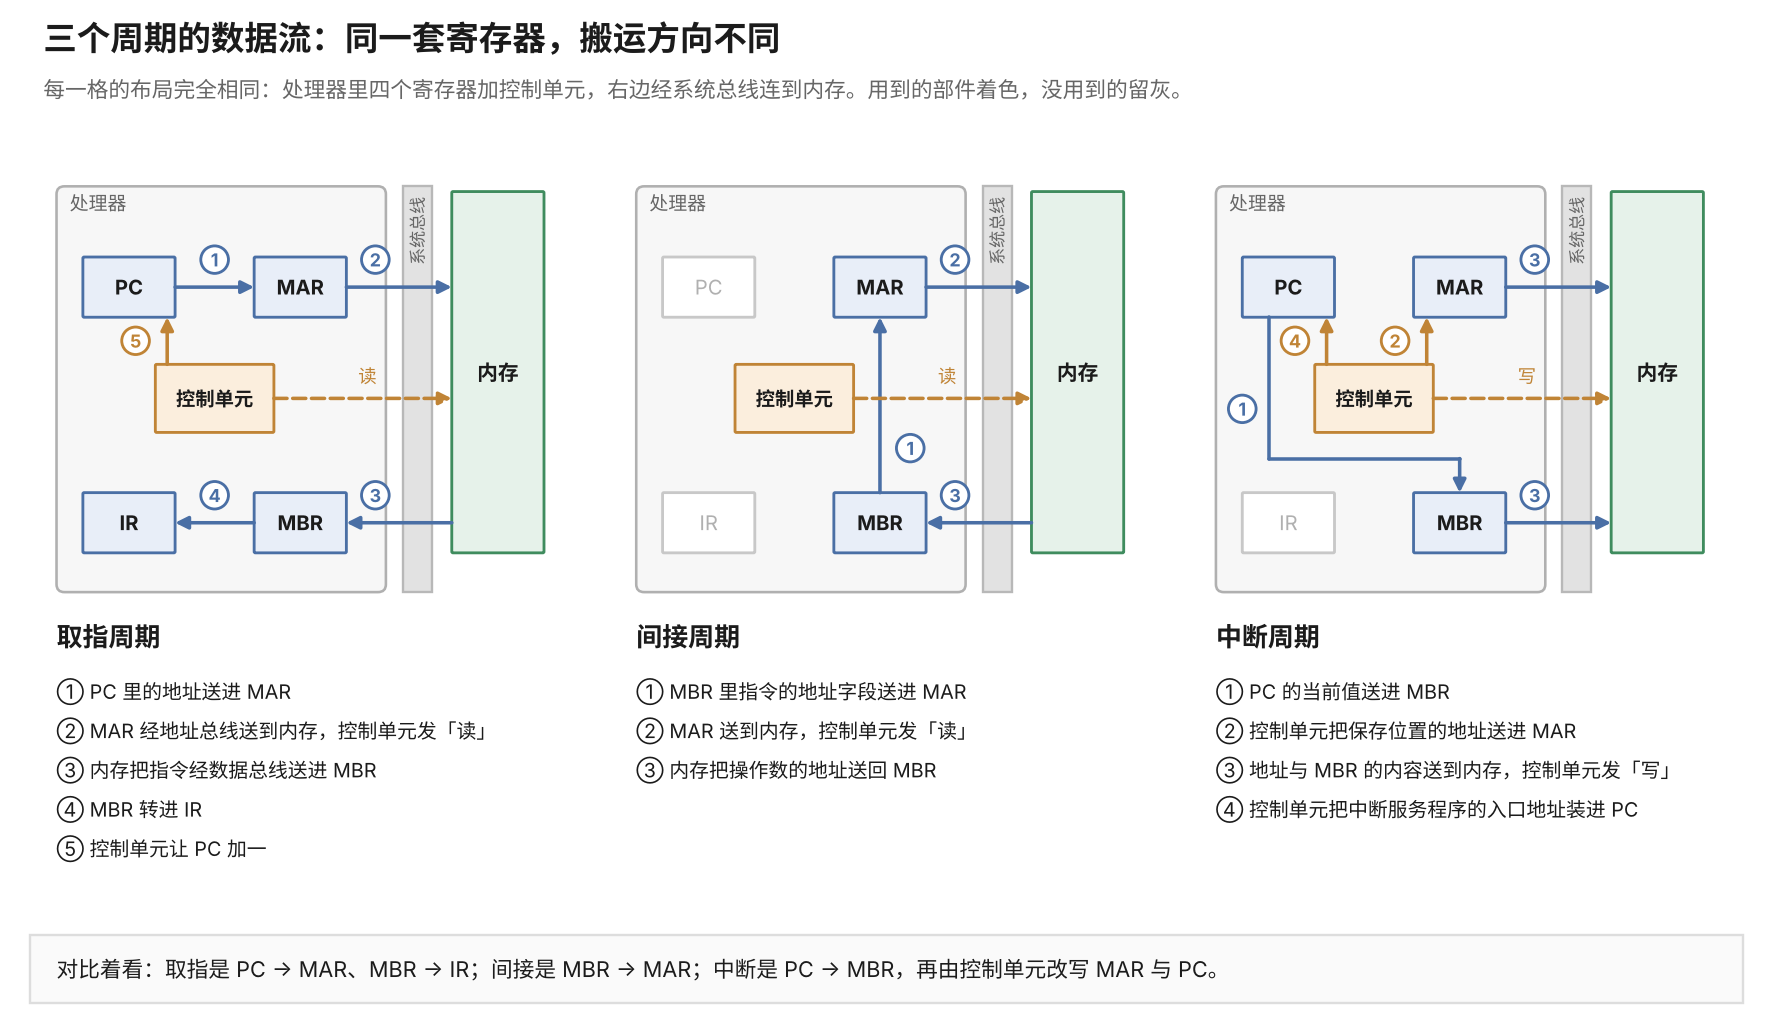 三个周期的数据流：同一套寄存器，搬运方向不同
每一格的布局完全相同：处理器里四个寄存器加控制单元，右边经系统总线连到内存。用到的部件着色，没用到的留灰。
处理器
系统总线
PC
①
MAR
②
⑤
控制单元
读
内存
IR
④
MBR
③
取指周期
① PC 里的地址送进 MAR
② MAR 经地址总线送到内存，控制单元发「读」
③ 内存把指令经数据总线送进 MBR
④ MBR 转进 IR
⑤ 控制单元让 PC 加一
处理器
系统总线
PC
MAR
②
控制单元
读
内存
①
IR
MBR
③
间接周期
① MBR 里指令的地址字段送进 MAR
② MAR 送到内存，控制单元发「读」
③ 内存把操作数的地址送回 MBR
处理器
系统总线
PC
MAR
③
④
②
控制单元
写
内存
①
IR
MBR
③
中断周期
① PC 的当前值送进 MBR
② 控制单元把保存位置的地址送进 MAR
③ 地址与 MBR 的内容送到内存，控制单元发「写」
④ 控制单元把中断服务程序的入口地址装进 PC
对比着看：取指是 PC → MAR、MBR → IR；间接是 MBR → MAR；中断是 PC → MBR，再由控制单元改写 MAR 与 PC。